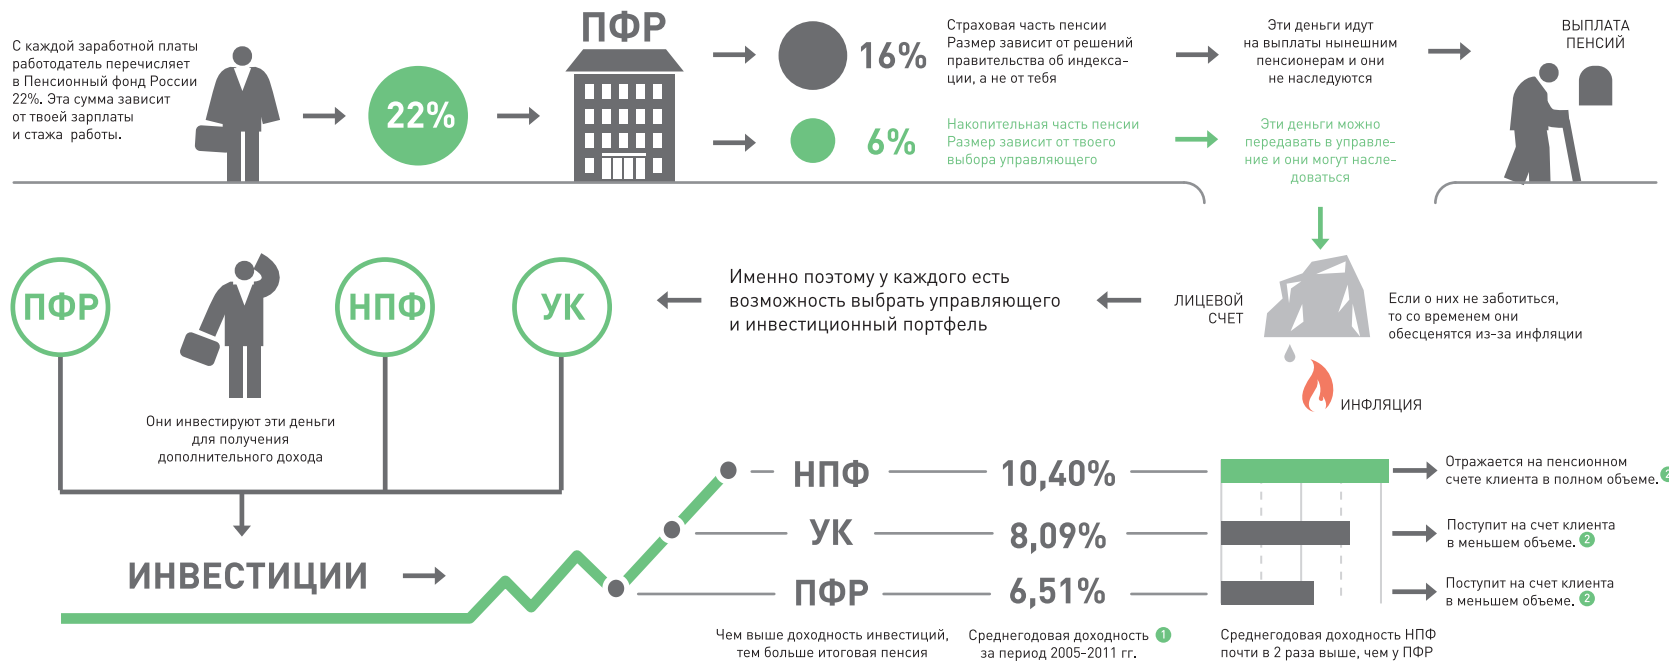 С каждой заработной платы
работодатель перечисляет
в Пенсионный фонд России
22%. Эта сумма зависит
от твоей зарплаты
и стажа работы.
22%
ПФР
16%
Страховая часть пенсии
Размер зависит от решений
правительства об индекса-
ции, а не от тебя
Эти деньги идут
на выплаты нынешним
пенсионерам и они
не наследуются
ВЫПЛАТА
ПЕНСИЙ
6%
Накопительная часть пенсии
Размер зависит от твоего
выбора управляющего
Эти деньги можно
передавать в управле-
ние и они могут насле-
доваться
ПФР
НПФ
УК
Именно поэтому у каждого есть
возможность выбрать управляющего
и инвестиционный портфель
ЛИЦЕВОЙ
СЧЕТ
Если о них не заботиться,
то со временем они
обесценятся из-за инфляции
ИНФЛЯЦИЯ
Они инвестируют эти деньги
для получения
дополнительного дохода
ИНВЕСТИЦИИ
НПФ
10,40%
Отражается на пенсионном
счете клиента в полном объеме. 2
УК
8,09%
Поступит на счет клиента
в меньшем объеме. 2
ПФР
6,51%
Поступит на счет клиента
в меньшем объеме. 2
Чем выше доходность инвестиций,
тем больше итоговая пенсия
Среднегодовая доходность 1
за период 2005-2011 гг.
Среднегодовая доходность НПФ
почти в 2 раза выше, чем у ПФР